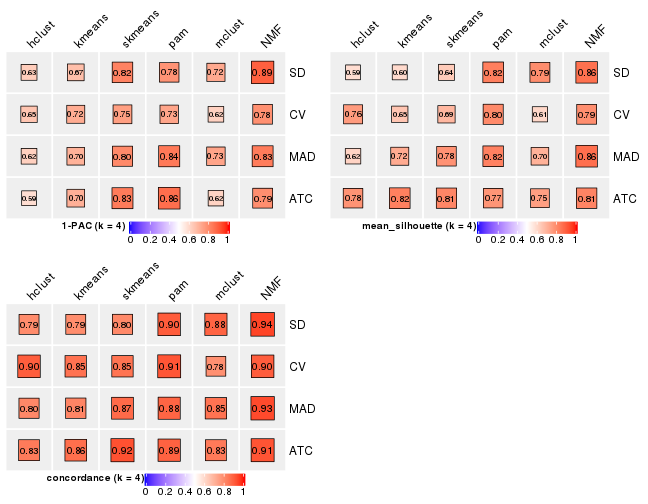 hclust kmeans skmeans pam mclust NMF
0.63 0.67 0.82 0.78 0.72 0.89 SD
0.65 0.72 0.75 0.73 0.62 0.78 CV
0.62 0.70 0.80 0.84 0.73 0.83 MAD
0.59 0.70 0.83 0.86 0.62 0.79 ATC
1-PAC (k = 4)
0 0.2 0.4 0.6 0.8 1
hclust kmeans skmeans pam mclust NMF
0.59 0.60 0.64 0.82 0.79 0.86 SD
0.76 0.65 0.69 0.80 0.61 0.79 CV
0.62 0.72 0.78 0.82 0.70 0.86 MAD
0.78 0.82 0.81 0.77 0.75 0.81 ATC
mean_silhouette (k = 4)
0 0.2 0.4 0.6 0.8 1
hclust kmeans skmeans pam mclust NMF
0.79 0.79 0.80 0.90 0.88 0.94 SD
0.90 0.85 0.85 0.91 0.78 0.90 CV
0.80 0.81 0.87 0.88 0.85 0.93 MAD
0.83 0.86 0.92 0.89 0.83 0.91 ATC
concordance (k = 4)
0 0.2 0.4 0.6 0.8 1